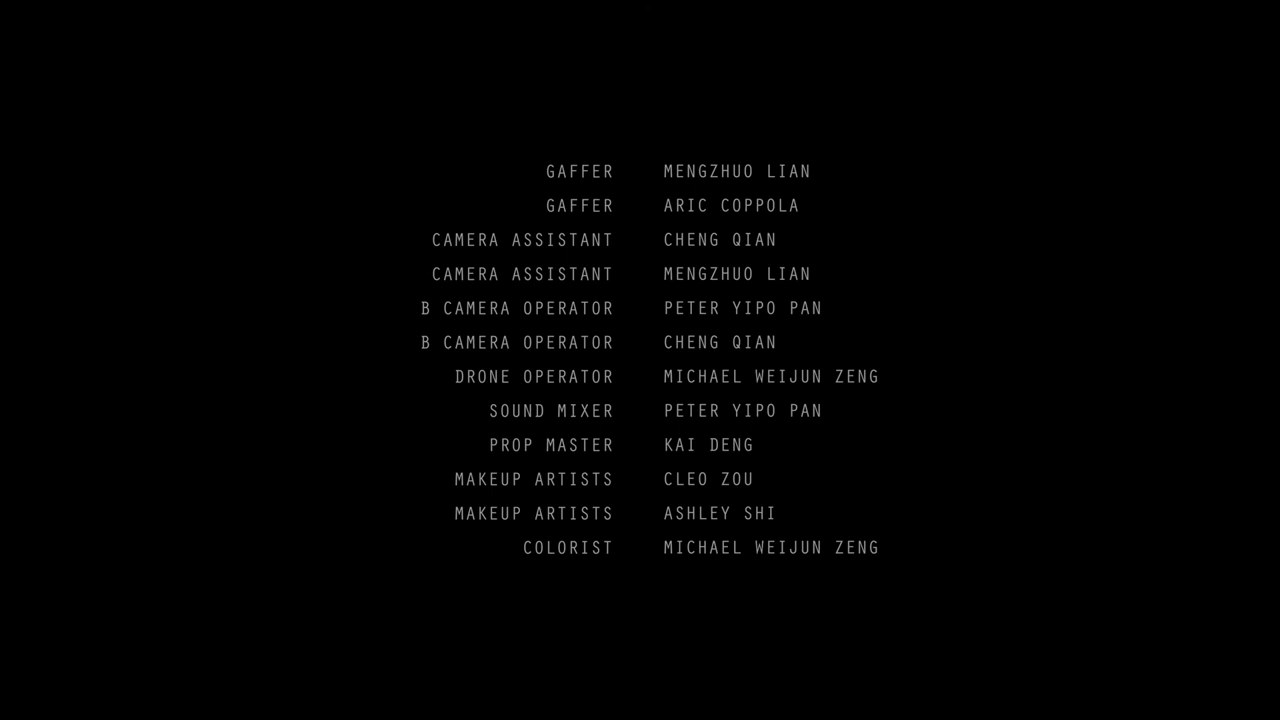 GAFFER MENGZHUO LIAN
GAFFER ARIC COPPOLA
CAMERA ASSISTANT CHENG QIAN
CAMERA ASSISTANT MENGZHUO LIAN
B CAMERA OPERATOR PETER YIPO PAN
B CAMERA OPERATOR CHENG QIAN
DRONE OPERATOR MICHAEL WEIJUN ZENG
SOUND MIXER PETER YIPO PAN
PROP MASTER KAI DENG
MAKEUP ARTISTS CLEO ZOU
MAKEUP ARTISTS ASHLEY SHI
COLORIST MICHAEL WEIJUN ZENG